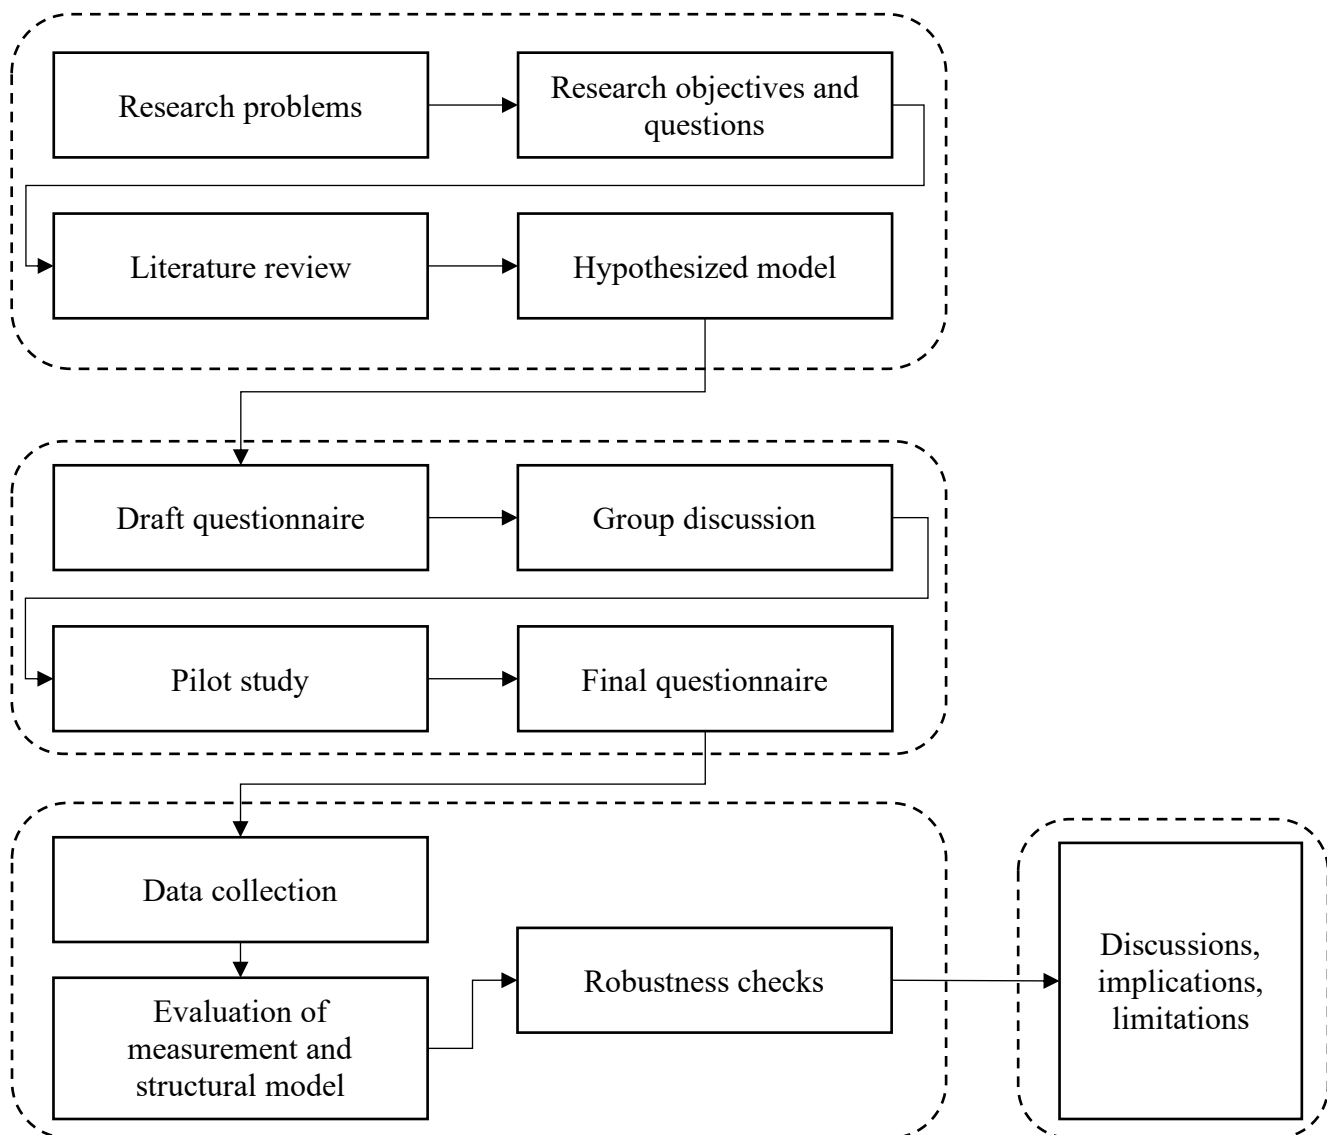 Research problems
Research objectives and
questions
Literature review
Hypothesized model
Draft questionnaire
Group discussion
Pilot study
Final questionnaire
Data collection
Evaluation of
measurement and
structural model
Robustness checks
Discussions,
implications,
limitations